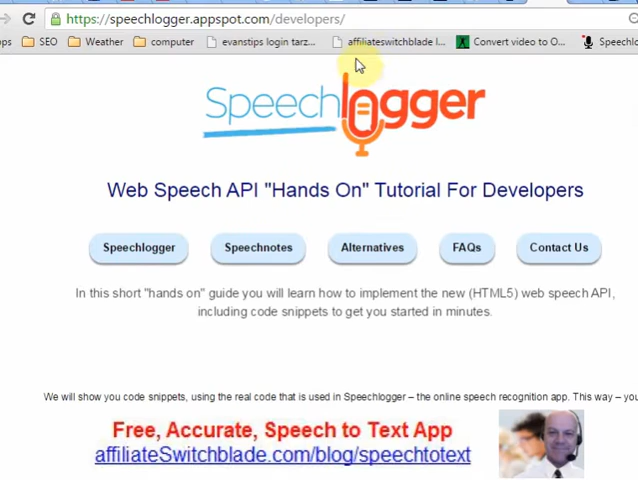 https://speechlogger.appspot.com/developers/
ps SEO Weather computer evanstips login tarz... affiliateswitchblade l... Convert video to O... Speechlo
Speechlogger
Web Speech API "Hands On" Tutorial For Developers
Speechlogger Speechnotes Alternatives FAQs Contact Us
In this short "hands on" guide you will learn how to implement the new (HTML5) web speech API,
including code snippets to get you started in minutes.
We will show you code snippets, using the real code that is used in Speechlogger – the online speech recognition app. This way – you
Free, Accurate, Speech to Text App
affiliateSwitchblade.com/blog/speechtotext